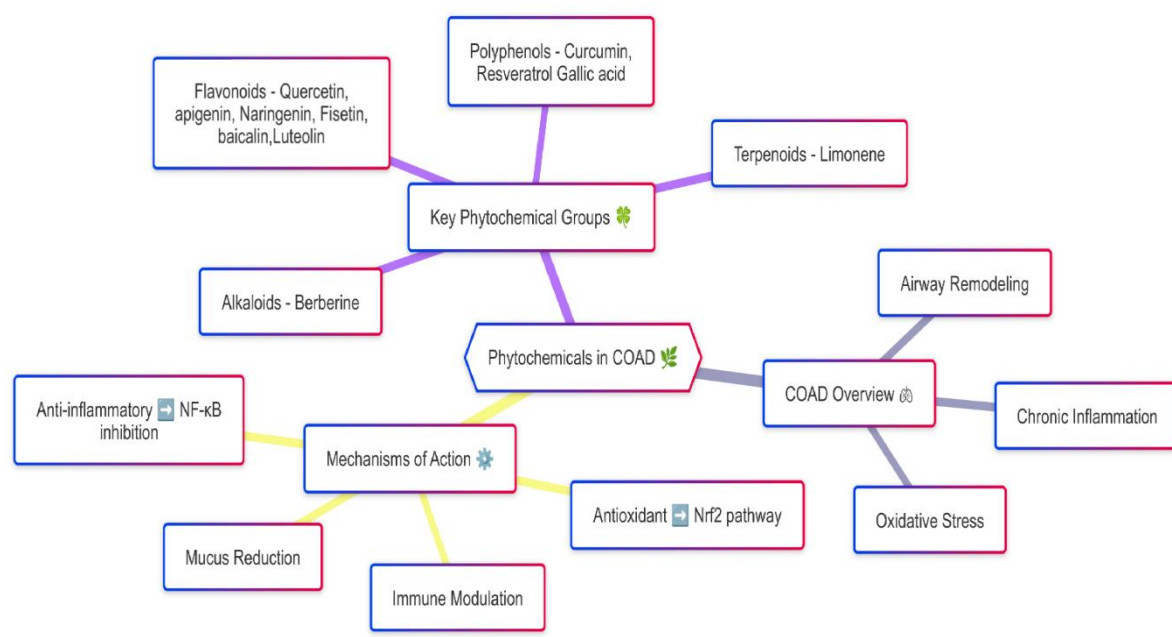 Polyphenols - Curcumin,
Resveratrol Gallic acid
Flavonoids - Quercetin,
apigenin, Naringenin, Fisetin,
baicalin,Luteolin
Terpenoids - Limonene
Key Phytochemical Groups 🍀
Alkaloids - Berberine
Airway Remodeling
Phytochemicals in COAD 🌿
COAD Overview 🫁
Chronic Inflammation
Anti-inflammatory ➡️ NF-κB
inhibition
Mechanisms of Action ⚙️
Antioxidant ➡️ Nrf2 pathway
Oxidative Stress
Mucus Reduction
Immune Modulation